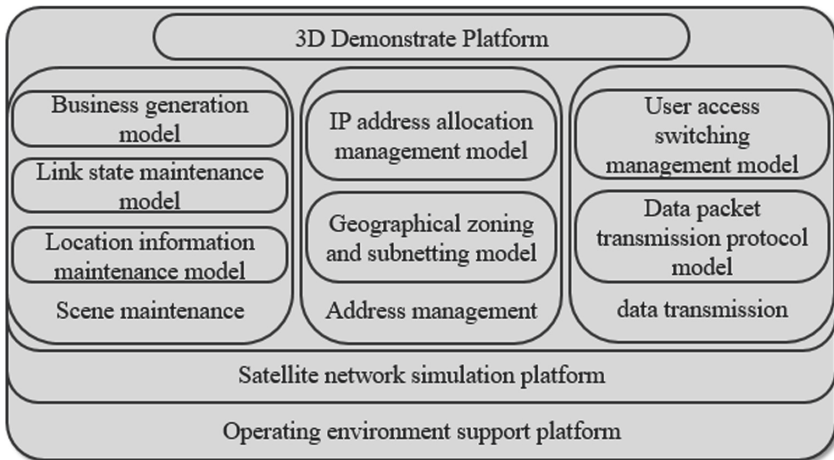 3D Demonstrate Platform
Business generation
model
Link state maintenance
model
Location information
maintenance model
Scene maintenance
IP address allocation
management model
Geographical zoning
and subnetting model
Address management
User access
switching
management model
Data packet
transmission protocol
model
data transmission
Satellite network simulation platform
Operating environment support platform